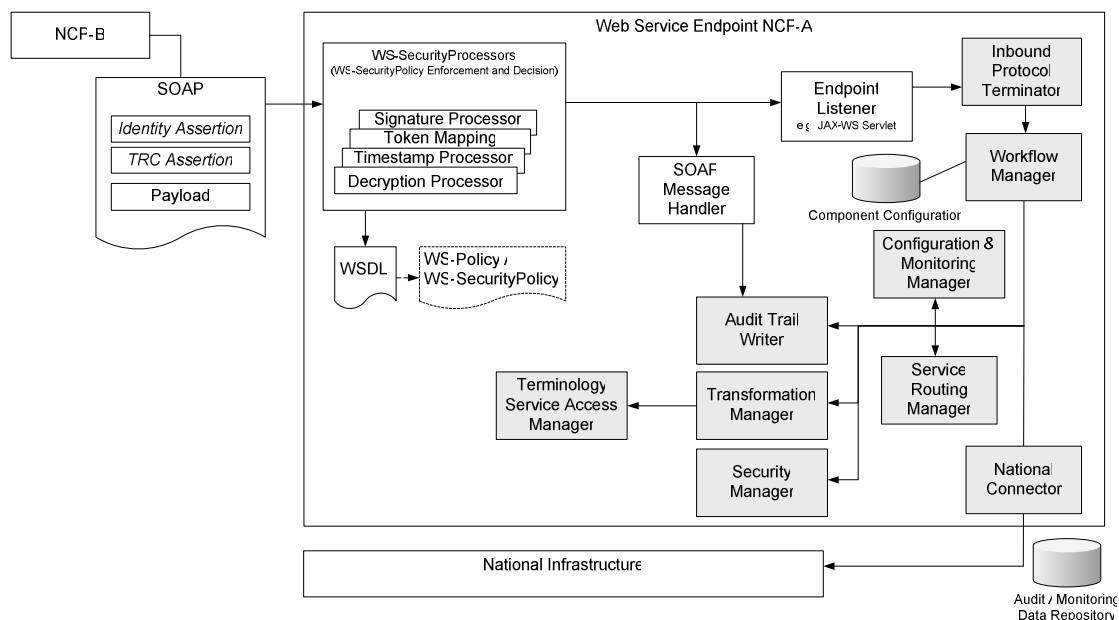 NCP-B
SOAP
Identity Assertion
TRC Assertion
Payload
Web Service Endpoint NCP-A
WS-SecurityProcessors
(WS-SecurityPolicy Enforcement and Decision)
Signature Processor
Token Mapping
Timestamp Processor
Decryption Processor
WSDL
WS-Policy /
WS-SecurityPolicy
Endpoint
Listener
e.g. JAX-WS Servlet
SOAP
Message
Handler
Inbound
Protocol
Terminator
Workflow
Manager
Component Configuration
Configuration &
Monitoring
Manager
Audit Trail
Writer
Service
Routing
Manager
Terminology
Service Access
Manager
Transformation
Manager
Security
Manager
National
Connector
National Infrastructure
Audit / Monitoring
Data Repository